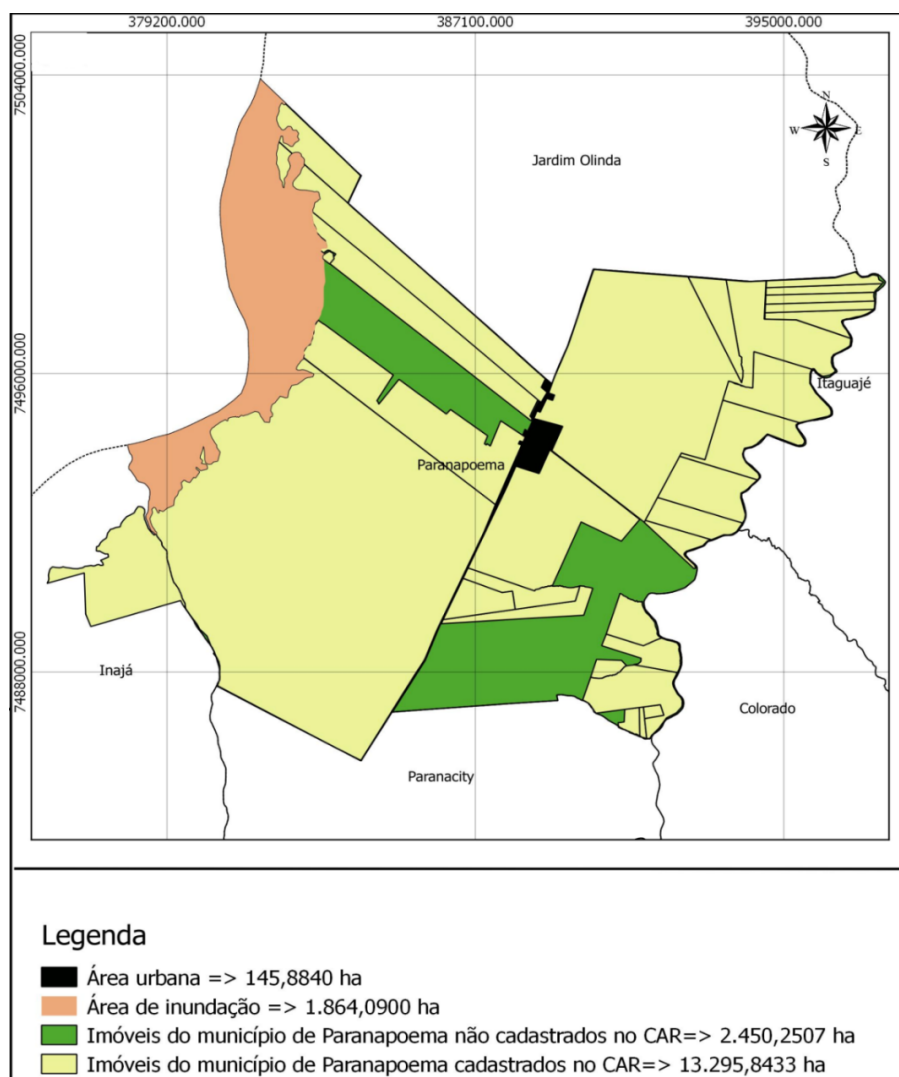 379200.000 387100.000 395000.000
7504000.000
N
W E
S
Jardim Olinda
7496000.000
Itaguajé
Paranapoema
7488000.000
Inajá
Colorado
Paranacity
Legenda
Área urbana => 145,8840 ha
Área de inundação => 1.864,0900 ha
Imóveis do município de Paranapoema não cadastrados no CAR=> 2.450,2507 ha
Imóveis do município de Paranapoema cadastrados no CAR=> 13.295,8433 ha